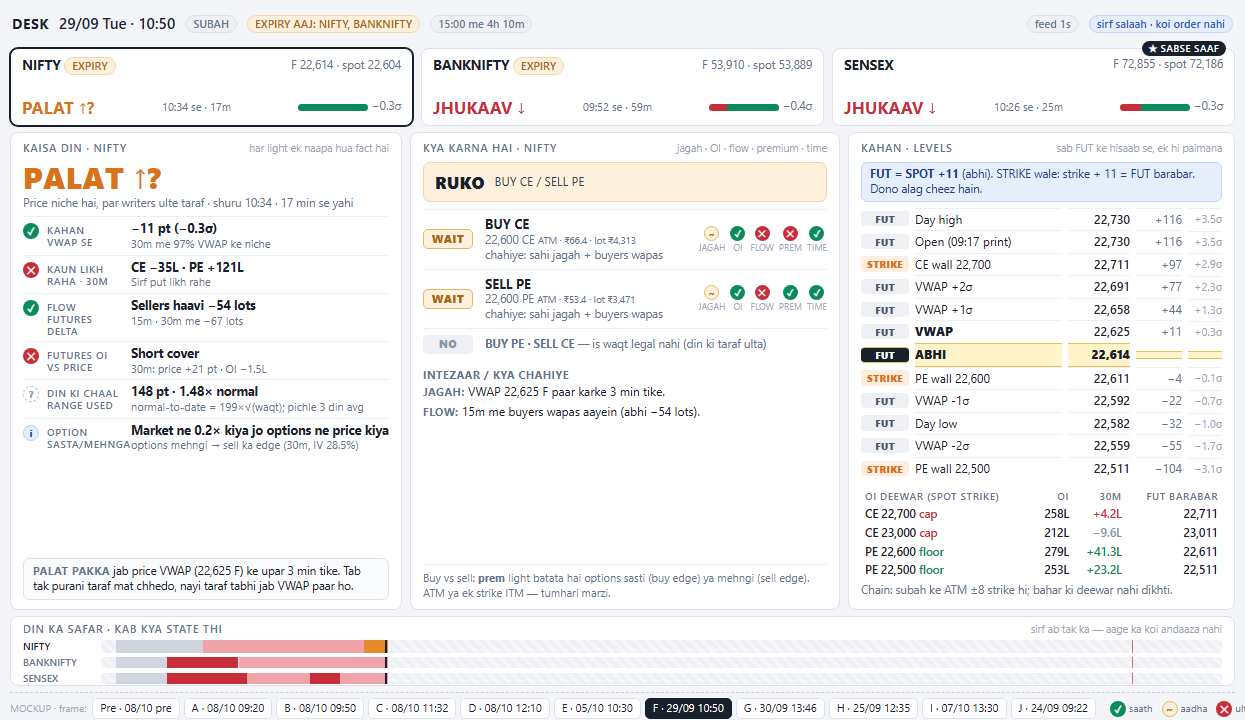 DESK 29/09 Tue · 10:50 SUBAH EXPIRY AAJ: NIFTY, BANKNIFTY 15:00 me 4h 10m feed 1s sirf salaah · koi order nahi
★ SABSE SAAF
NIFTY EXPIRY F 22,614 · spot 22,604
PALAT ↑? 10:34 se · 17m −0.3σ
BANKNIFTY EXPIRY F 53,910 · spot 53,889
JHUKAAV ↓ 09:52 se · 59m −0.4σ
SENSEX F 72,855 · spot 72,186
JHUKAAV ↓ 10:26 se · 25m −0.3σ
KAISA DIN · NIFTY har light ek naapa hua fact hai
PALAT ↑?
Price niche hai, par writers ulte taraf · shuru 10:34 · 17 min se yahi
KAHAN VWAP SE
−11 pt (−0.3σ)
30m me 97% VWAP ke niche
KAUN LIKH RAHA · 30M
CE −35L · PE +121L
Sirf put likh rahe
FLOW FUTURES DELTA
Sellers haavi −54 lots
15m · 30m me −67 lots
FUTURES OI VS PRICE
Short cover
30m: price +21 pt · OI −1.5L
? DIN KI CHAAL RANGE USED
148 pt · 1.48× normal
normal-to-date = 199×√(waqt); pichle 3 din avg
i OPTION SASTA/MEHNGA
Market ne 0.2× kiya jo options ne price kiya
options mehngi → sell ka edge (30m, IV 28.5%)
PALAT PAKKA jab price VWAP (22,625 F) ke upar 3 min tike. Tab
tak purani taraf mat chhedo, nayi taraf tabhi jab VWAP paar ho.
KYA KARNA HAI · NIFTY jagah · OI · flow · premium · time
RUKO BUY CE / SELL PE
WAIT BUY CE
22,600 CE ATM · ₹66.4 · lot ₹4,313
chahiye: sahi jagah + buyers wapas
~ JAGAH OI FLOW PREM TIME
WAIT SELL PE
22,600 PE ATM · ₹53.4 · lot ₹3,471
chahiye: sahi jagah + buyers wapas
~ JAGAH OI FLOW PREM TIME
NO BUY PE · SELL CE — is waqt legal nahi (din ki taraf ulta)
INTEZAAR / KYA CHAHIYE
JAGAH: VWAP 22,625 F paar karke 3 min tike.
FLOW: 15m me buyers wapas aayein (abhi −54 lots).
Buy vs sell: prem light batata hai options sasti (buy edge) ya mehngi (sell edge).
ATM ya ek strike ITM — tumhari marzi.
KAHAN · LEVELS sab FUT ke hisaab se, ek hi paimana
FUT = SPOT +11 (abhi). STRIKE wale: strike + 11 = FUT barabar.
Dono alag cheez hain.
FUT Day high 22,730 +116 +3.5σ
FUT Open (09:17 print) 22,730 +116 +3.5σ
STRIKE CE wall 22,700 22,711 +97 +2.9σ
FUT VWAP +2σ 22,691 +77 +2.3σ
FUT VWAP +1σ 22,658 +44 +1.3σ
FUT VWAP 22,625 +11 +0.3σ
FUT ABHI 22,614
STRIKE PE wall 22,600 22,611 −4 −0.1σ
FUT VWAP -1σ 22,592 −22 −0.7σ
FUT Day low 22,582 −32 −1.0σ
FUT VWAP -2σ 22,559 −55 −1.7σ
STRIKE PE wall 22,500 22,511 −104 −3.1σ
OI DEEWAR (SPOT STRIKE) OI 30M FUT BARABAR
CE 22,700 cap 258L +4.2L 22,711
CE 23,000 cap 212L −9.6L 23,011
PE 22,600 floor 279L +41.3L 22,611
PE 22,500 floor 253L +23.2L 22,511
Chain: subah ke ATM ±8 strike hi; bahar ki deewar nahi dikhti.
DIN KA SAFAR · KAB KYA STATE THI sirf ab tak ka — aage ka koi andaaza nahi
NIFTY
BANKNIFTY
SENSEX
MOCKUP · frame: Pre · 08/10 pre A · 08/10 09:20 B · 08/10 09:50 C · 08/10 11:32 D · 08/10 12:10 E · 05/10 10:30 F · 29/09 10:50 G · 30/09 13:46 H · 25/09 12:35 I · 07/10 13:30 J · 24/09 09:22 saath ~ aadha